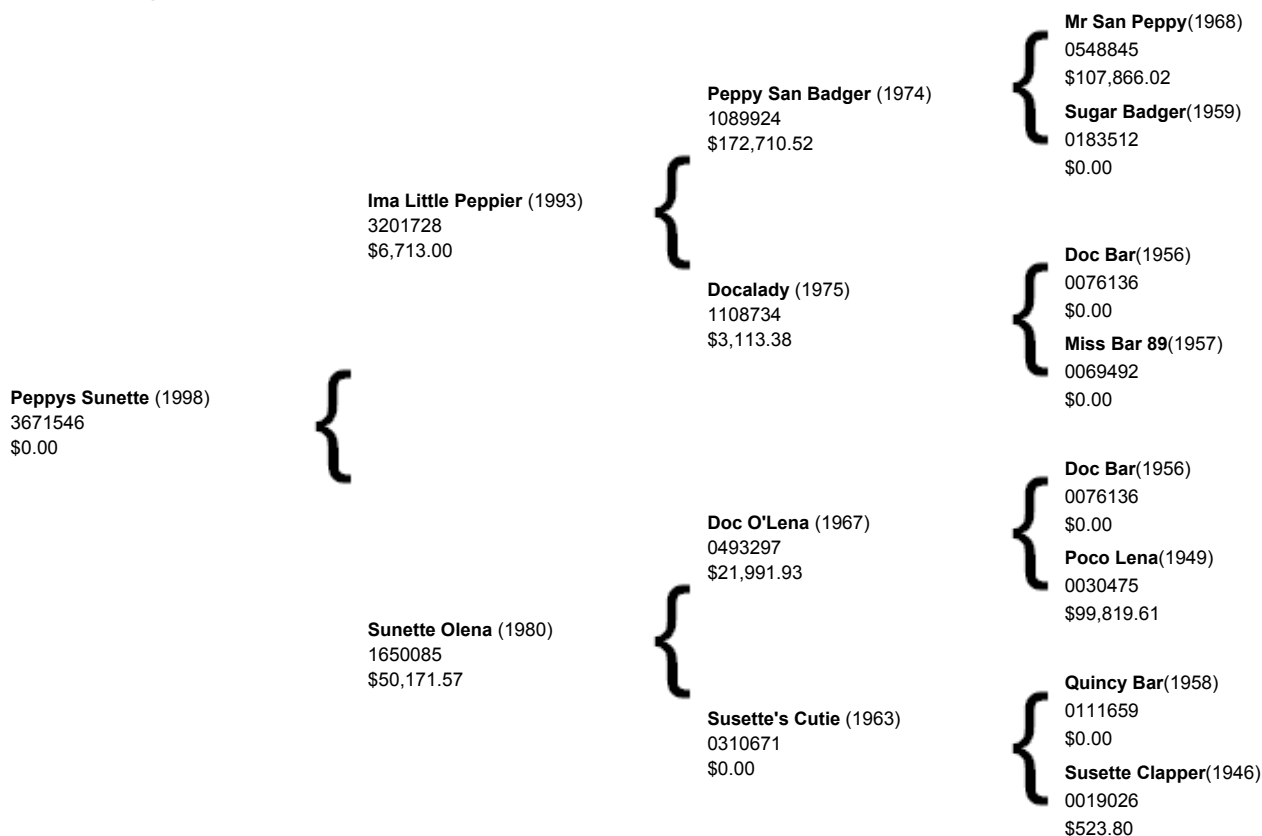 Mr San Peppy(1968)
0548845
$107,866.02
Peppy San Badger (1974)
1089924
$172,710.52
Sugar Badger(1959)
0183512
$0.00
Ima Little Peppier (1993)
3201728
$6,713.00
Doc Bar(1956)
0076136
$0.00
Docalady (1975)
1108734
$3,113.38
Miss Bar 89(1957)
0069492
$0.00
Peppys Sunette (1998)
3671546
$0.00
Doc Bar(1956)
0076136
$0.00
Doc O'Lena (1967)
0493297
$21,991.93
Poco Lena(1949)
0030475
$99,819.61
Sunette Olena (1980)
1650085
$50,171.57
Quincy Bar(1958)
0111659
$0.00
Susette's Cutie (1963)
0310671
$0.00
Susette Clapper(1946)
0019026
$523.80